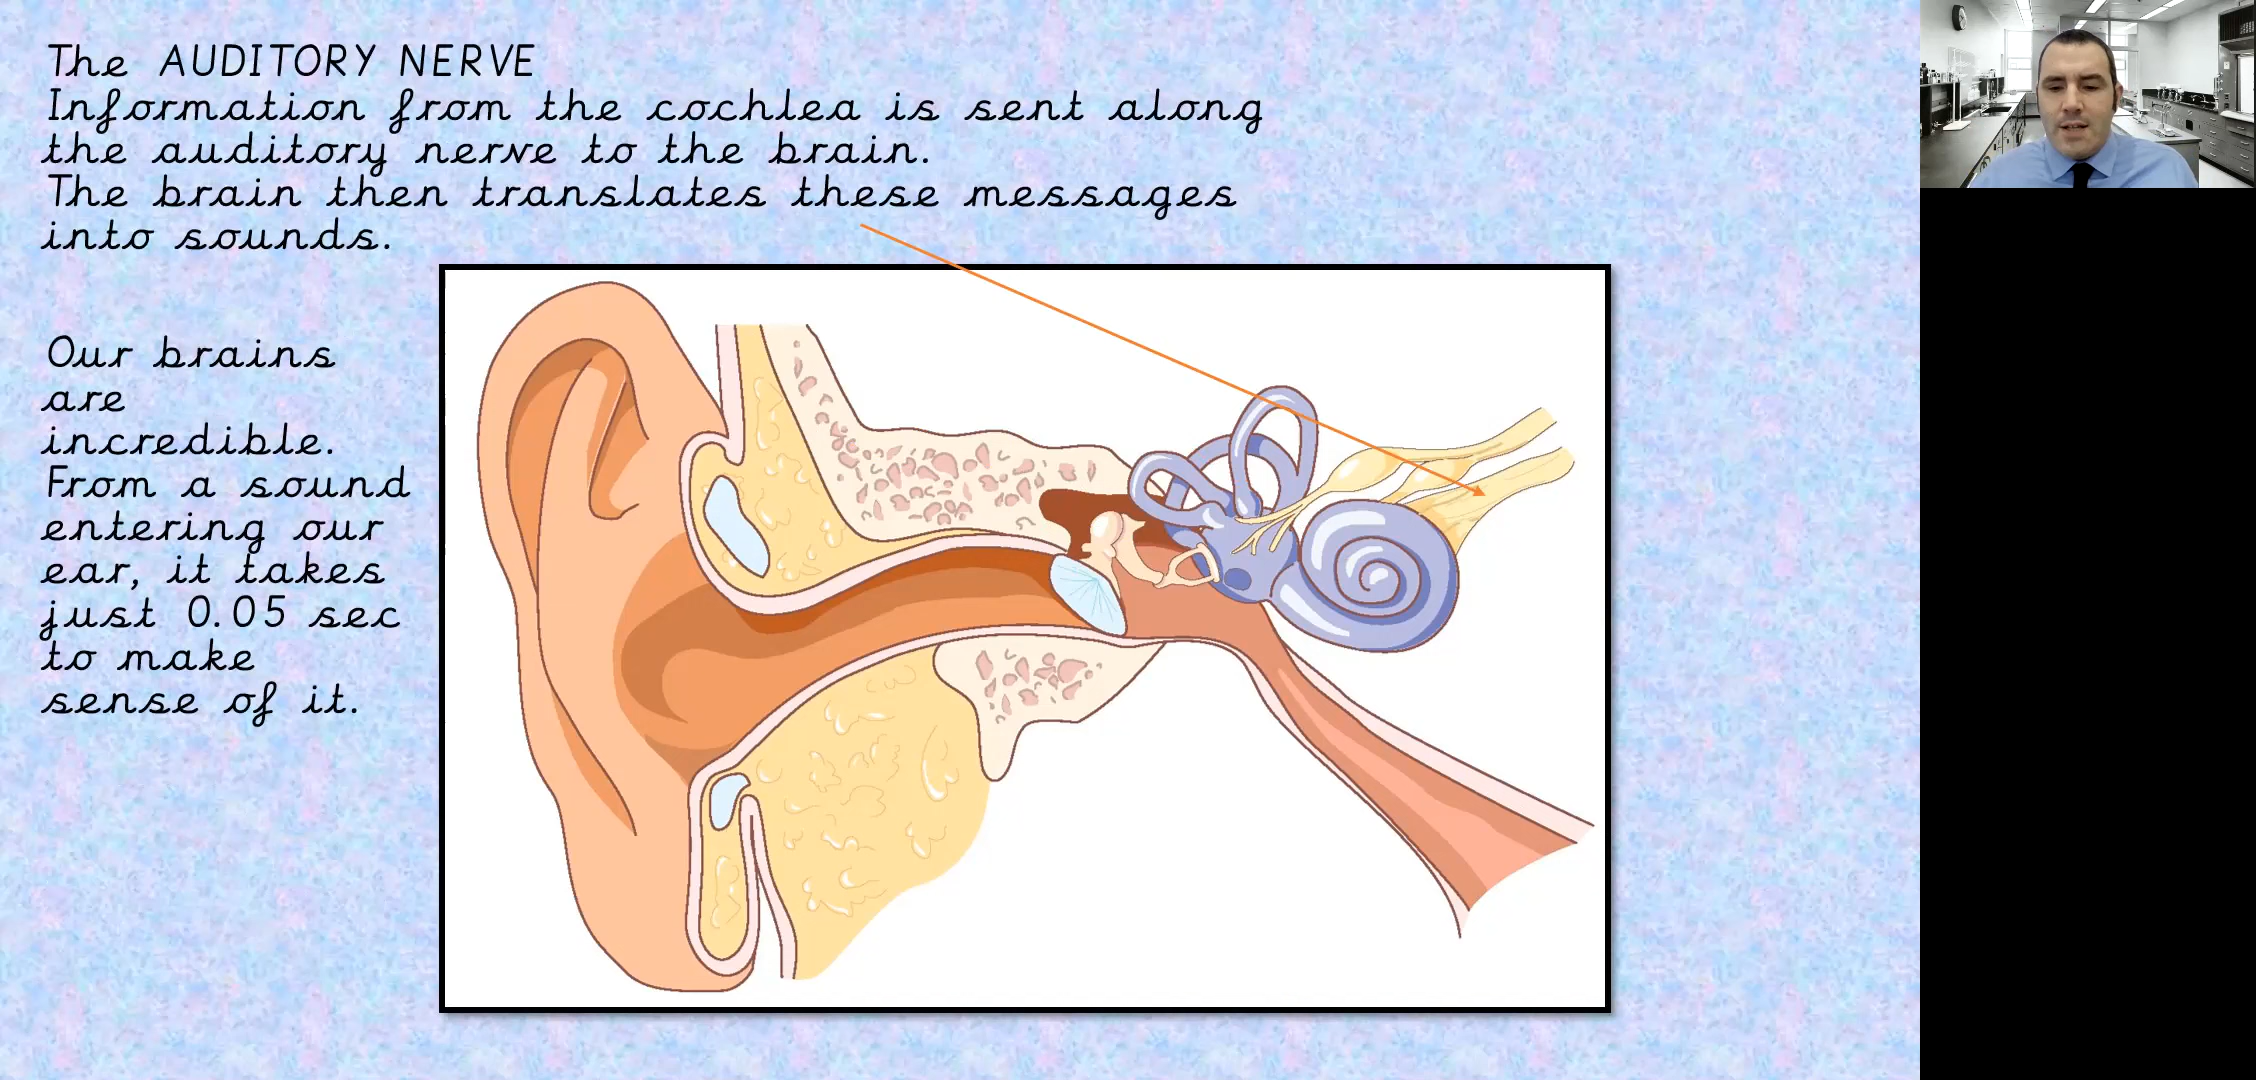 The AUDITORY NERVE
Information from the cochlea is sent along
the auditory nerve to the brain.
The brain then translates these messages
into sounds.
Our brains
are
incredible.
From a sound
entering our
ear, it takes
just 0.05 sec
to make
sense of it.